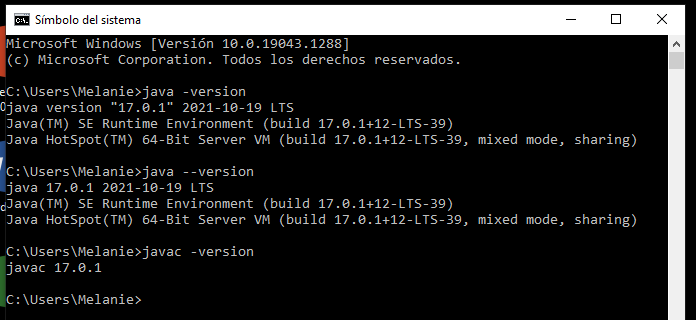 Símbolo del sistema
Microsoft Windows [Versión 10.0.19043.1288]
(c) Microsoft Corporation. Todos los derechos reservados.
C:\Users\Melanie>java -version
java version "17.0.1" 2021-10-19 LTS
Java(TM) SE Runtime Environment (build 17.0.1+12-LTS-39)
Java HotSpot(TM) 64-Bit Server VM (build 17.0.1+12-LTS-39, mixed mode, sharing)
C:\Users\Melanie>java --version
java 17.0.1 2021-10-19 LTS
Java(TM) SE Runtime Environment (build 17.0.1+12-LTS-39)
Java HotSpot(TM) 64-Bit Server VM (build 17.0.1+12-LTS-39, mixed mode, sharing)
C:\Users\Melanie>javac -version
javac 17.0.1
C:\Users\Melanie>